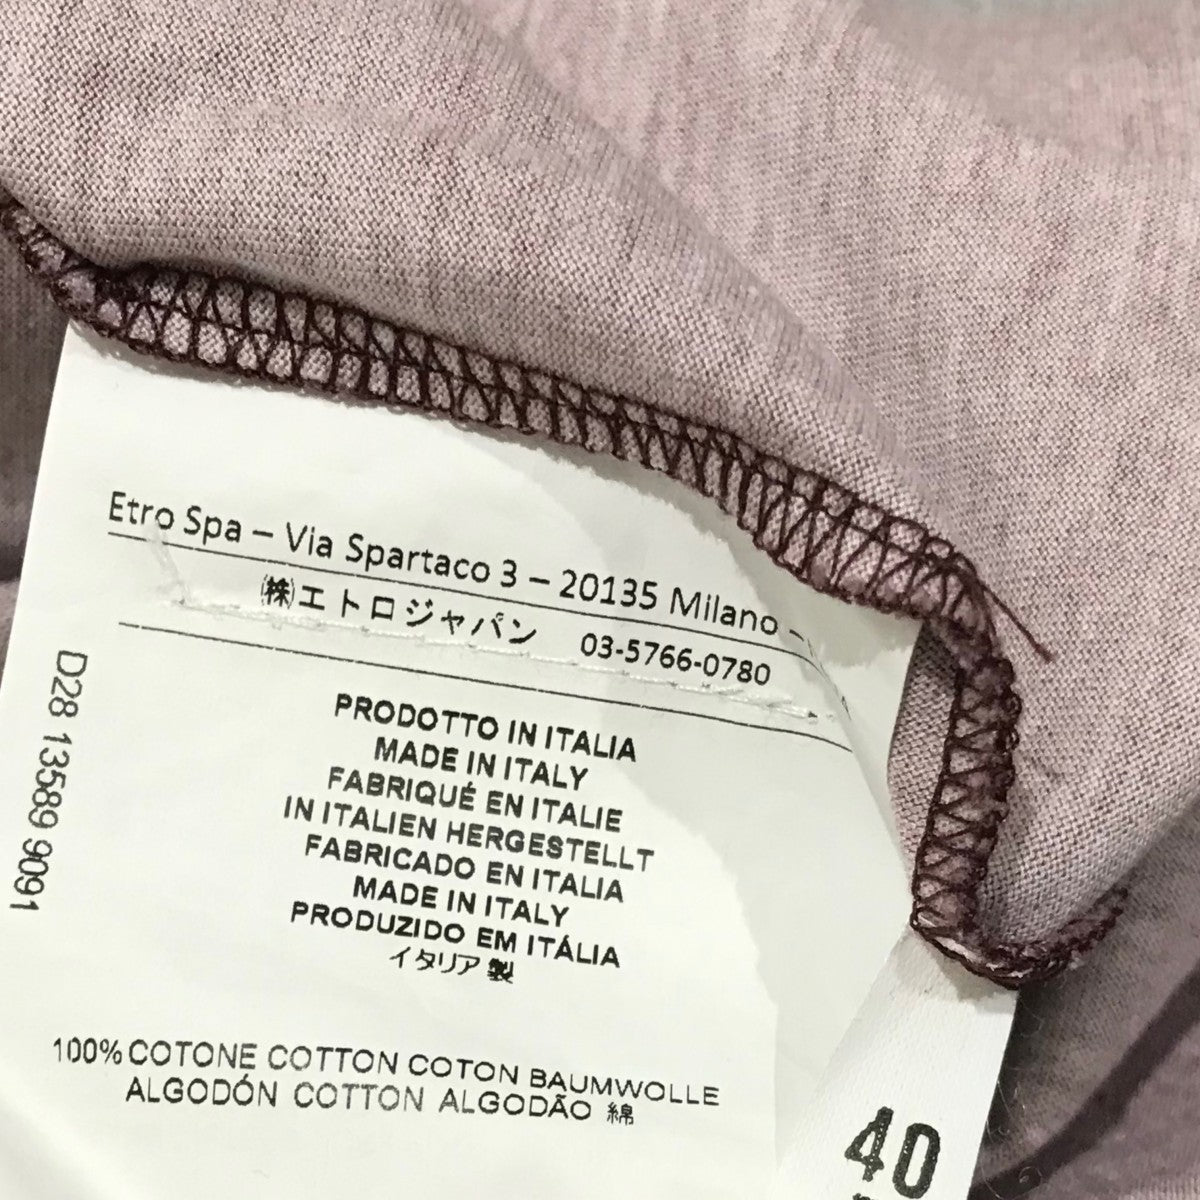 Etro Spa – Via Spartaco 3 – 20135 Milano –
㈱エトロジャパン 03-5766-0780
PRODOTTO IN ITALIA
MADE IN ITALY
FABRIQUÉ EN ITALIE
IN ITALIEN HERGESTELLT
FABRICADO EN ITALIA
MADE IN ITALY
PRODUZIDO EM ITÁLIA
イタリア製
100% COTONE COTTON COTON BAUMWOLLE
ALGODÓN COTTON ALGODÃO 綿
D28 13589 9091
40